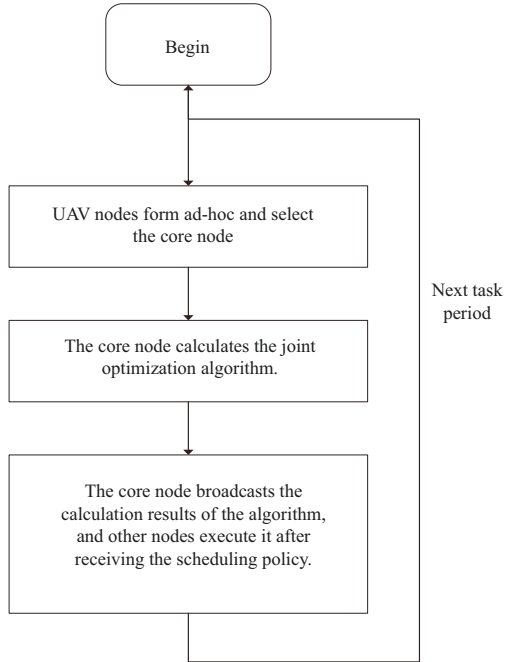 Begin
UAV nodes form ad-hoc and select
the core node
The core node calculates the joint
optimization algorithm.
The core node broadcasts the
calculation results of the algorithm,
and other nodes execute it after
receiving the scheduling policy.
Next task
period